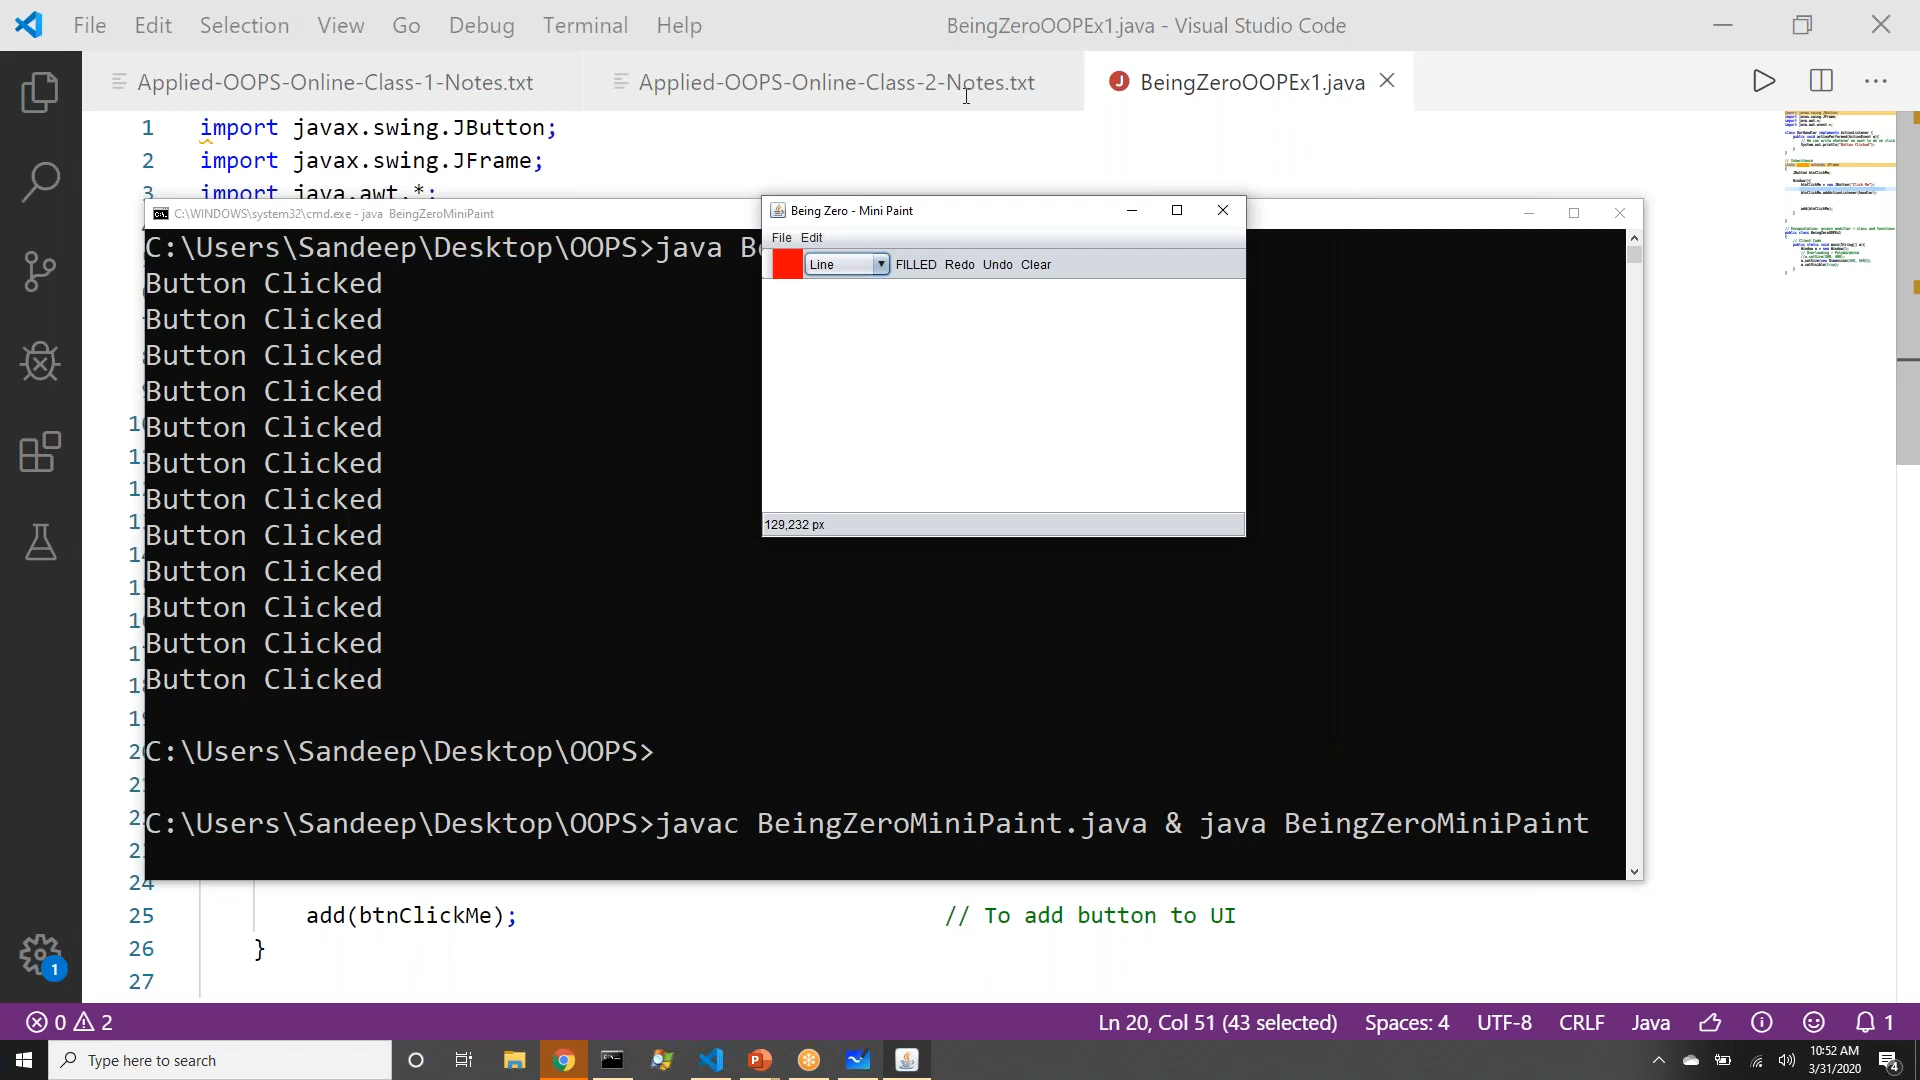 File Edit Selection View Go Debug Terminal Help BeingZeroOOPEx1.java - Visual Studio Code
Applied-OOPS-Online-Class-1-Notes.txt Applied-OOPS-Online-Class-2-Notes.txt J BeingZeroOOPEx1.java
1 import javax.swing.JButton;
2 import javax.swing.JFrame;
3 import java.awt.*;
C:\WINDOWS\system32\cmd.exe - java BeingZeroMiniPaint
C:\Users\Sandeep\Desktop\OOPS>java B
Button Clicked
Button Clicked
Button Clicked
Button Clicked
Button Clicked
Button Clicked
Button Clicked
Button Clicked
Button Clicked
Button Clicked
Button Clicked
Button Clicked
C:\Users\Sandeep\Desktop\OOPS>
C:\Users\Sandeep\Desktop\OOPS>javac BeingZeroMiniPaint.java & java BeingZeroMiniPaint
Being Zero - Mini Paint
File Edit
Line FILLED Redo Undo Clear
129,232 px
24
25 add(btnClickMe); // To add button to UI
26 }
27
0 2 Ln 20, Col 51 (43 selected) Spaces: 4 UTF-8 CRLF Java 1
Type here to search
10:52 AM
3/31/2020
4